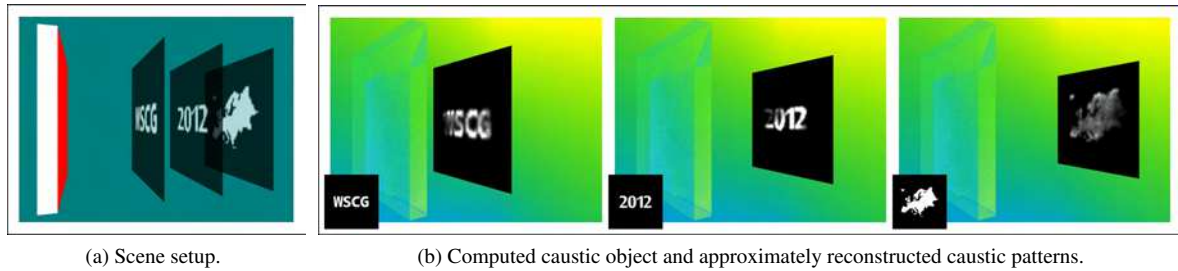 WSCG
2012
WSCG
WSCG
2012
2012
(a) Scene setup.
(b) Computed caustic object and approximately reconstructed caustic patterns.